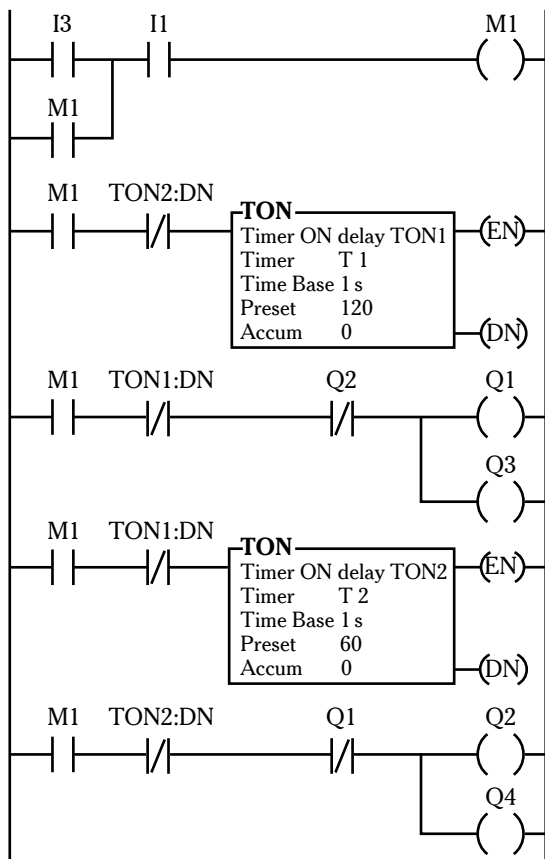 I3 I1 M1
M1
M1 TON2:DN
TON
Timer ON delay TON1 (EN)
Timer T 1
Time Base 1 s
Preset 120
Accum 0 (DN)
M1 TON1:DN Q2 Q1
Q3
M1 TON1:DN
TON
Timer ON delay TON2 (EN)
Timer T 2
Time Base 1 s
Preset 60
Accum 0 (DN)
M1 TON2:DN Q1 Q2
Q4